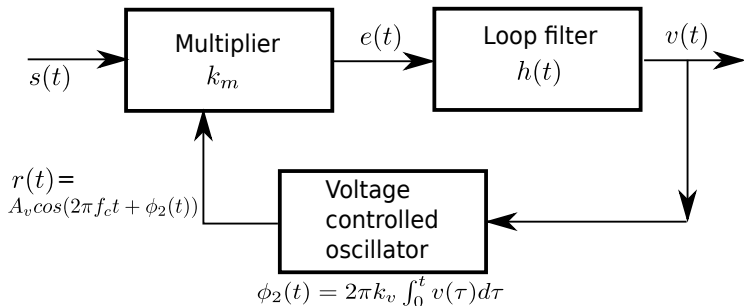 Multiplier
k_m
s(t)
e(t)
Loop filter
h(t)
v(t)
r(t) =
A_v cos(2πf_c t + ϕ_2(t))
Voltage
controlled
oscillator
ϕ_2(t) = 2πk_v ∫_0^t v(τ)dτ